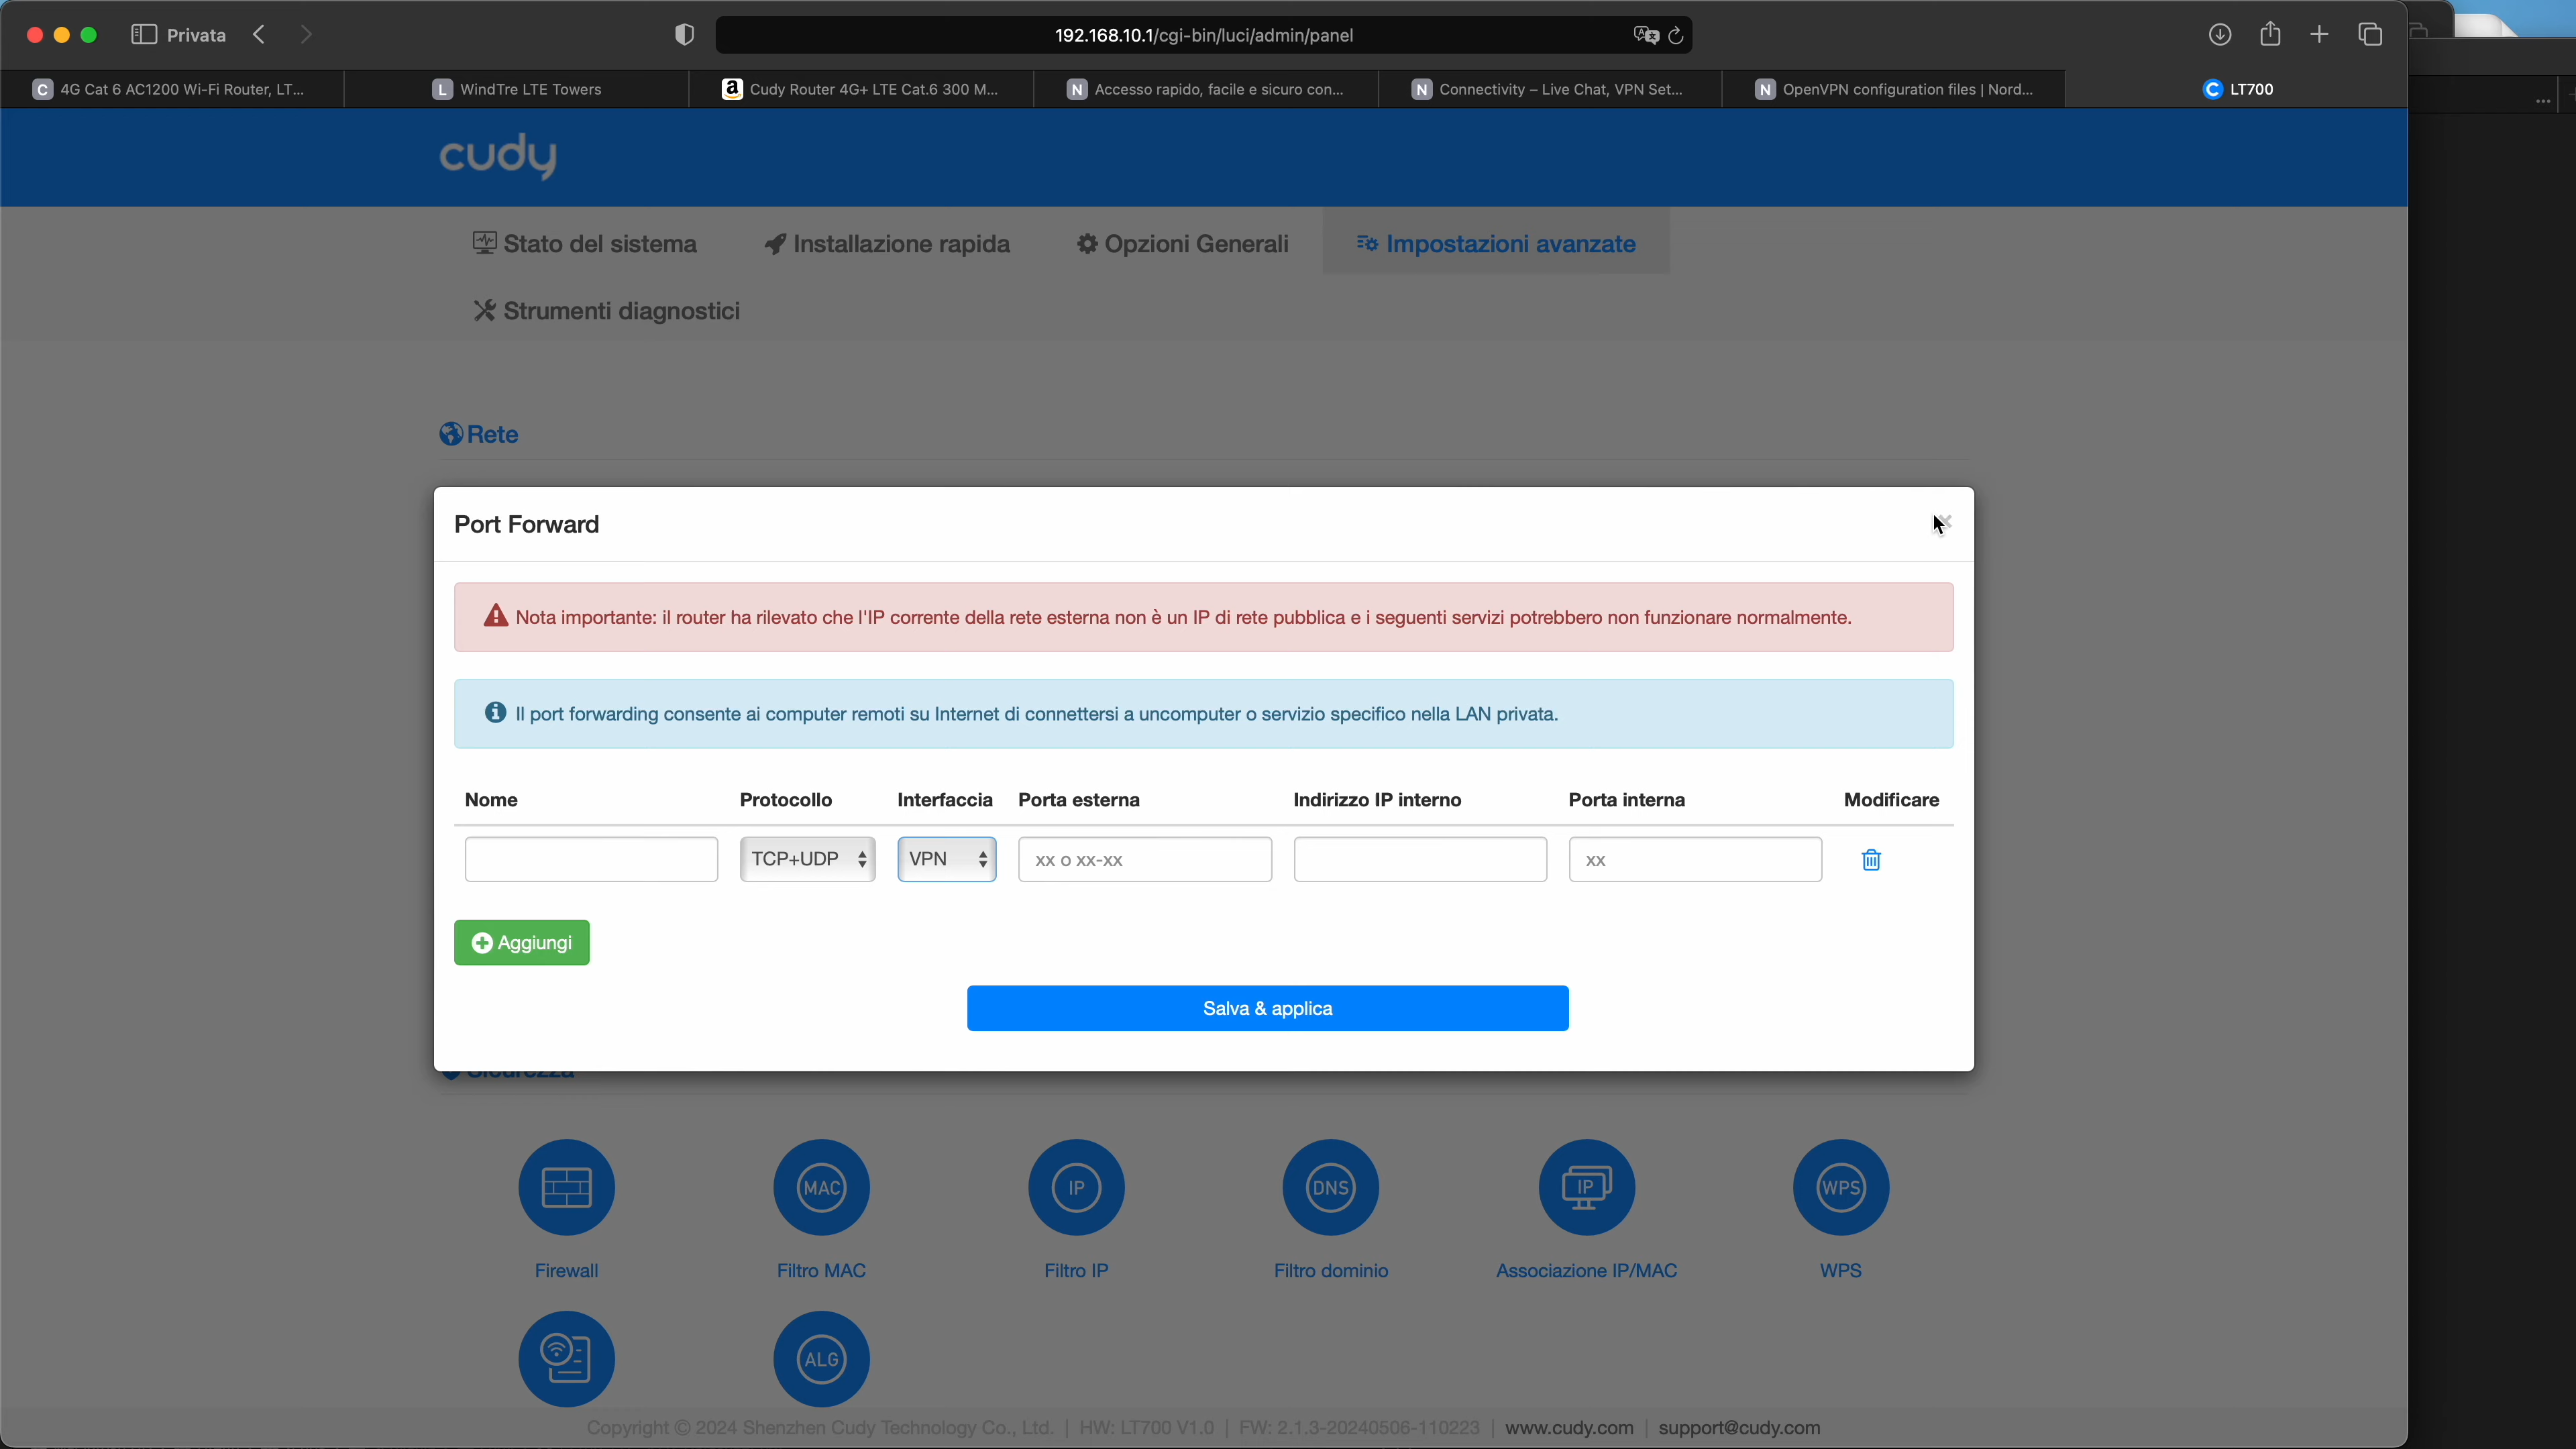 Privata
192.168.10.1/cgi-bin/luci/admin/panel
C 4G Cat 6 AC1200 Wi-Fi Router, LT...
L WindTre LTE Towers
a Cudy Router 4G+ LTE Cat.6 300 M...
N Accesso rapido, facile e sicuro con...
N Connectivity – Live Chat, VPN Set...
N OpenVPN configuration files | Nord...
C LT700
...
cudy
Stato del sistema
Installazione rapida
Opzioni Generali
Impostazioni avanzate
Strumenti diagnostici
Rete
Port Forward
Nota importante: il router ha rilevato che l'IP corrente della rete esterna non è un IP di rete pubblica e i seguenti servizi potrebbero non funzionare normalmente.
Il port forwarding consente ai computer remoti su Internet di connettersi a uncomputer o servizio specifico nella LAN privata.
Nome Protocollo Interfaccia Porta esterna Indirizzo IP interno Porta interna Modificare
TCP+UDP VPN xx o xx-xx xx
Aggiungi
Salva & applica
Sicurezza
MAC IP DNS IP WPS
Firewall Filtro MAC Filtro IP Filtro dominio Associazione IP/MAC WPS
ALG
Copyright © 2024 Shenzhen Cudy Technology Co., Ltd. | HW: LT700 V1.0 | FW: 2.1.3-20240506-110223 | www.cudy.com | support@cudy.com